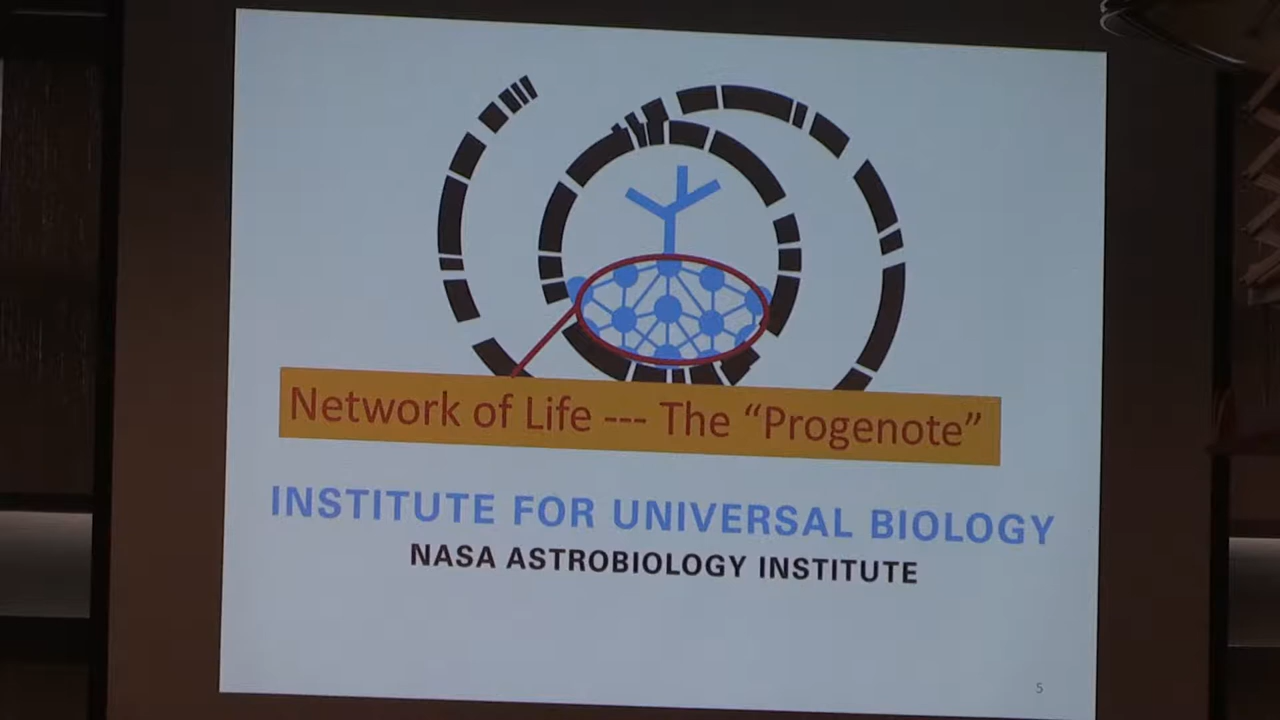 Network of Life --- The “Progenote”
INSTITUTE FOR UNIVERSAL BIOLOGY
NASA ASTROBIOLOGY INSTITUTE
5